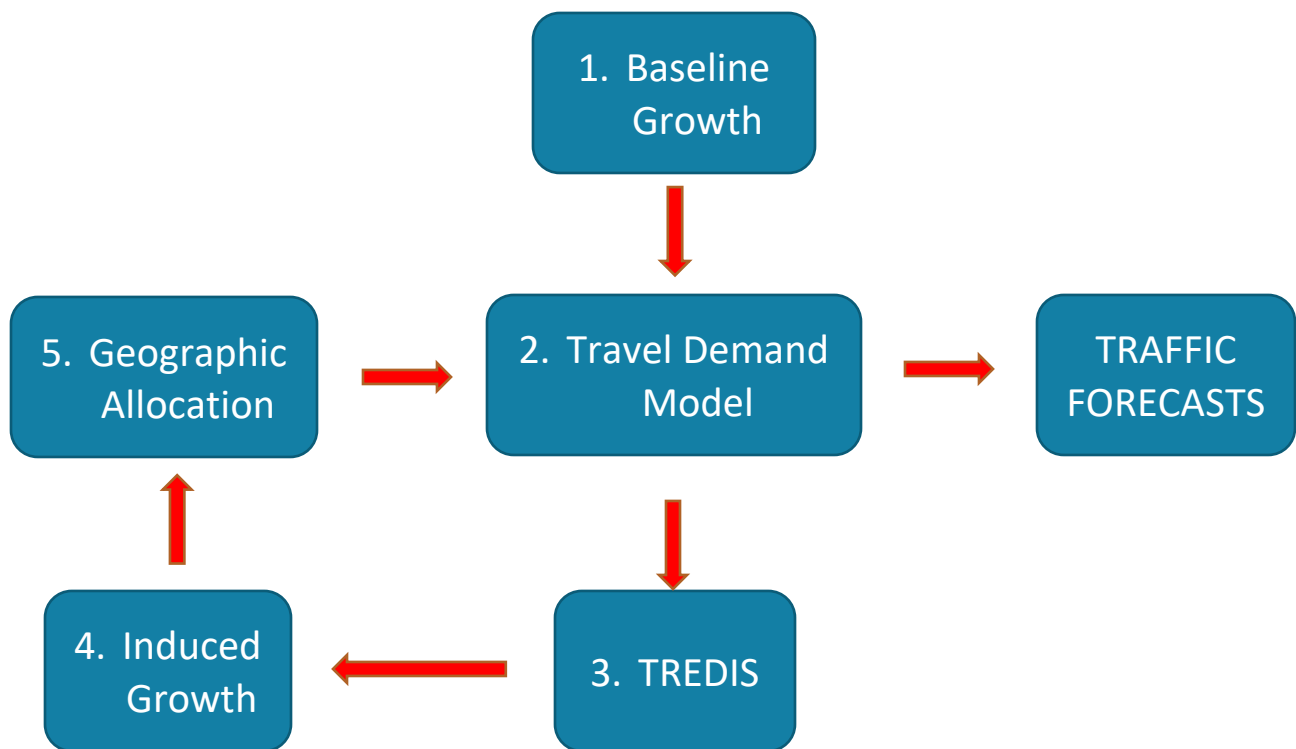 1. Baseline
Growth
5. Geographic
Allocation
2. Travel Demand
Model
TRAFFIC
FORECASTS
4. Induced
Growth
3. TREDIS